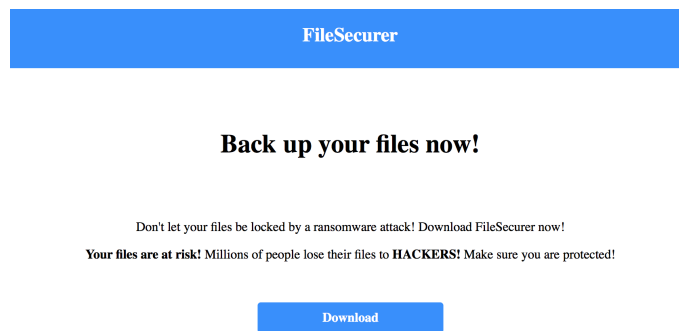 FileSecurer
Back up your files now!
Don't let your files be locked by a ransomware attack! Download FileSecurer now!
Your files are at risk! Millions of people lose their files to HACKERS! Make sure you are protected!
Download